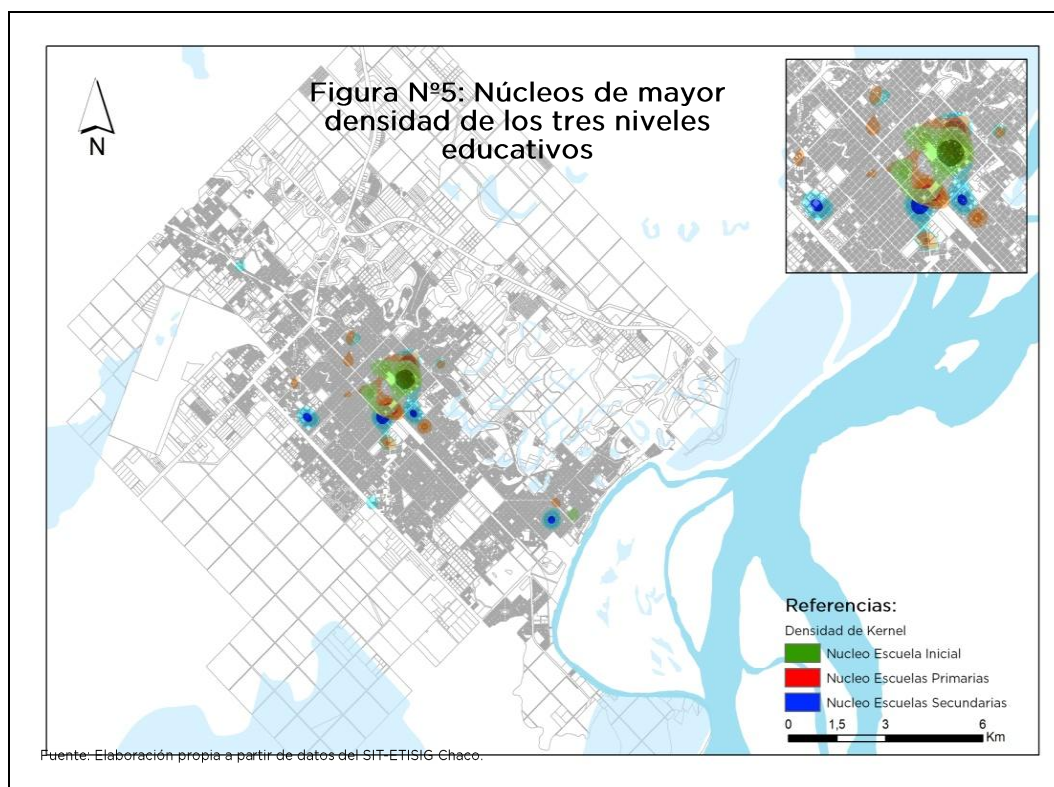 Figura Nº5: Núcleos de mayor
densidad de los tres niveles
educativos
N
Referencias:
Densidad de Kernel
Nucleo Escuela Inicial
Nucleo Escuelas Primarias
Nucleo Escuelas Secundarias
0 1,5 3 6
Km
Fuente: Elaboración propia a partir de datos del SIT-ETISIG Chaco.